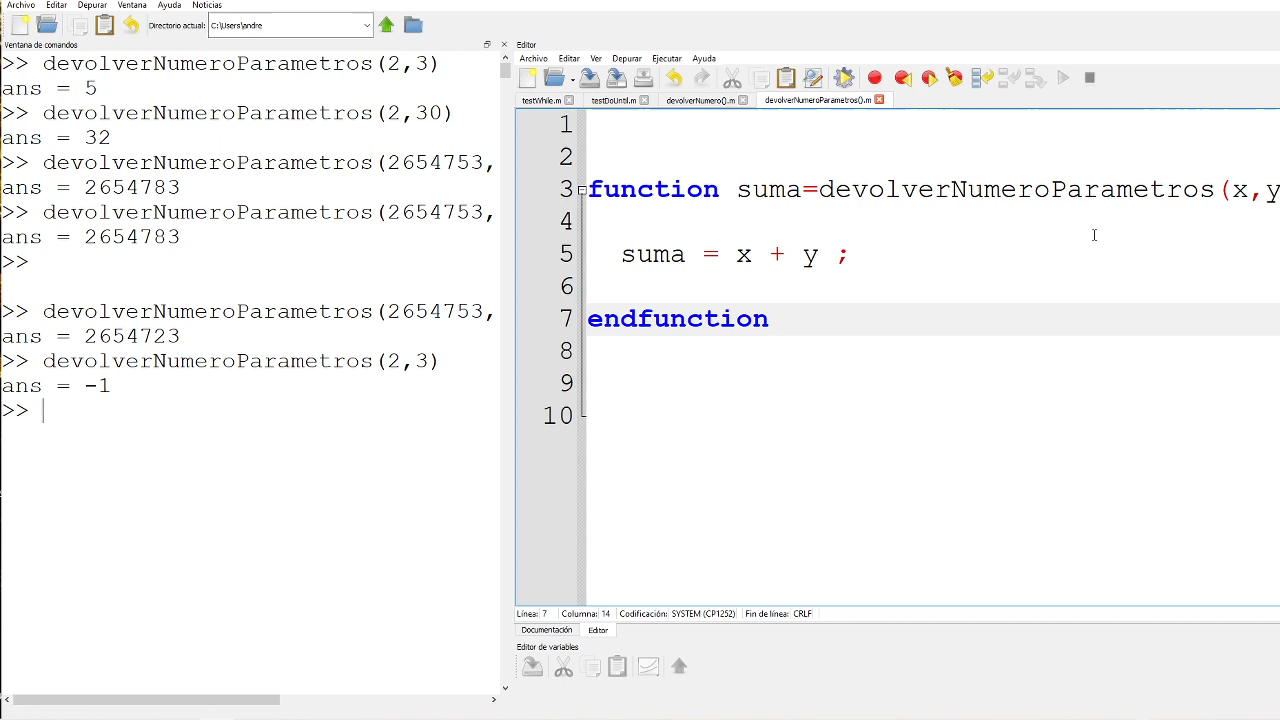 Archivo Editar Depurar Ventana Ayuda Noticias
Directorio actual: C:\Users\andre
Ventana de comandos
>> devolverNumeroParametros(2,3)
ans = 5
>> devolverNumeroParametros(2,30)
ans = 32
>> devolverNumeroParametros(2654753,
ans = 2654783
>> devolverNumeroParametros(2654753,
ans = 2654783
>>
>> devolverNumeroParametros(2654753,
ans = 2654723
>> devolverNumeroParametros(2,3)
ans = -1
>>
Editor
Archivo Editar Ver Depurar Ejecutar Ayuda
testWhile.m testDoUntil.m devolverNumero().m devolverNumeroParametros().m
1
2
3 function suma=devolverNumeroParametros(x,y
4
5 suma = x + y ;
6
7 endfunction
8
9
10
Línea: 7 Columna: 14 Codificación: SYSTEM (CP1252) Fin de línea: CRLF
Documentación Editor
Editor de variables